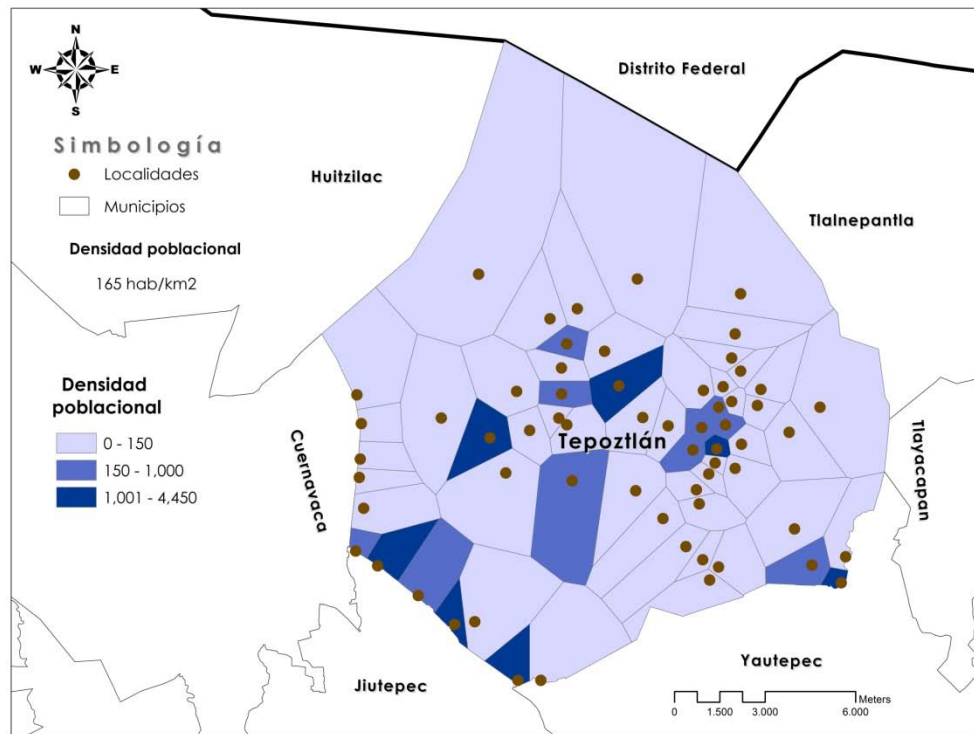 N
W E
S
Simbología
Localidades
Municipios
Densidad poblacional
165 hab/km2
Densidad
poblacional
0 - 150
150 - 1,000
1,001 - 4,450
Distrito Federal
Huitzilac
Tlalnepantla
Tepoztlán
Cuernavaca
Tlayacapan
Jiutepec
Yautepec
Meters
0 1.500 3.000 6.000